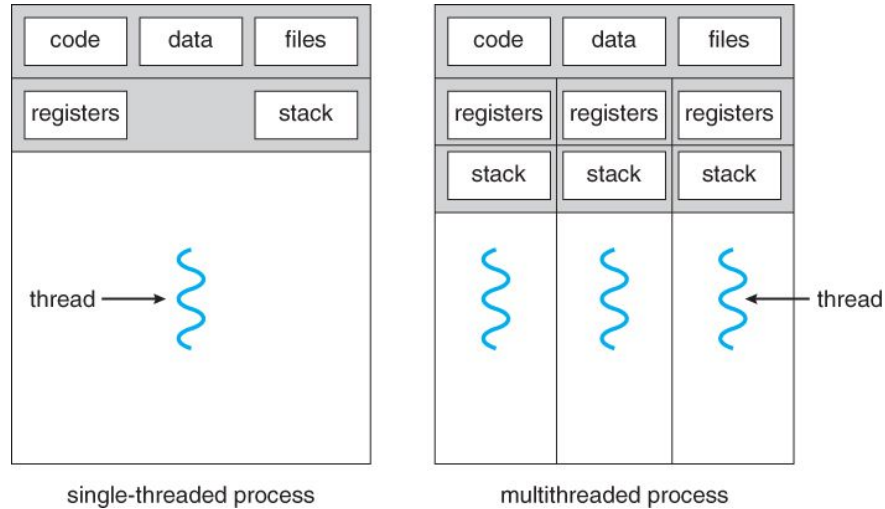 code data files
registers stack
thread
single-threaded process
code data files
registers registers registers
stack stack stack
thread
multithreaded process